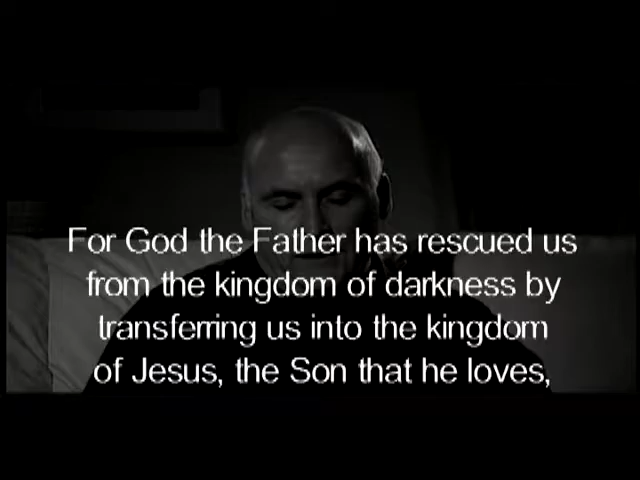 For God the Father has rescued us
from the kingdom of darkness by
transferring us into the kingdom
of Jesus, the Son that he loves,